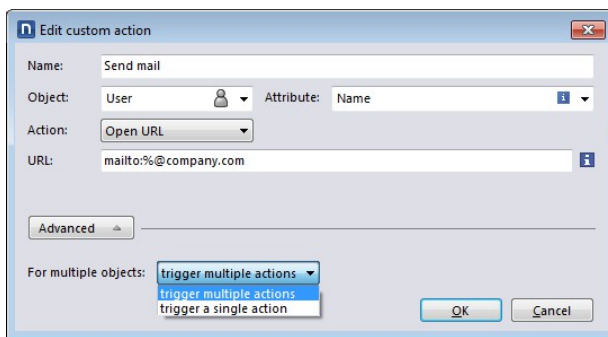 n Edit custom action
Name: Send mail
Object: User Attribute: Name i
Action: Open URL
URL: mailto:%@company.com i
Advanced
For multiple objects: trigger multiple actions
trigger multiple actions
trigger a single action
OK Cancel